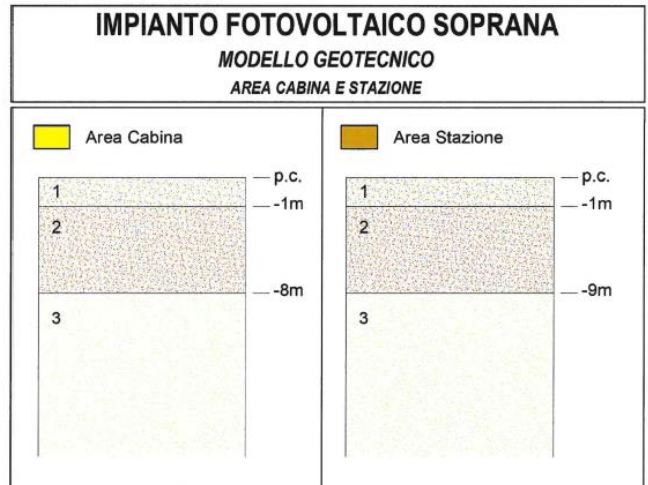 IMPIANTO FOTOVOLTAICO SOPRANA
MODELLO GEOTECNICO
AREA CABINA E STAZIONE
Area Cabina
p.c.
1
-1m
2
-8m
3
Area Stazione
p.c.
1
-1m
2
-9m
3